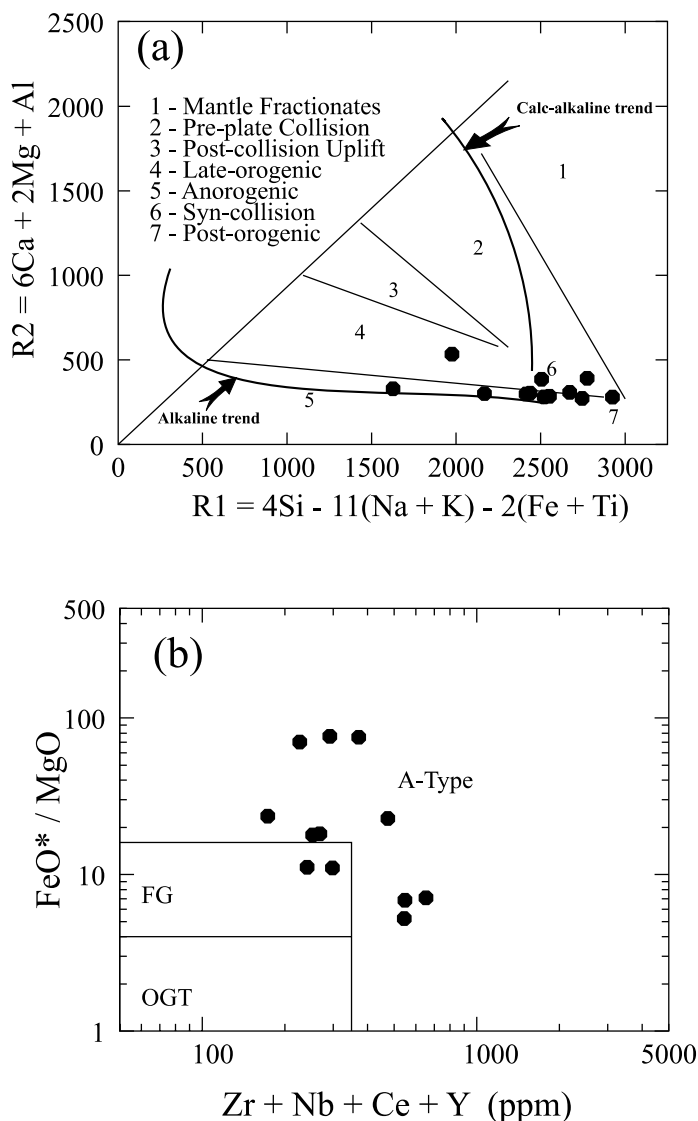 (a)
2500
2000
1500
1000
500
0
R2 = 6Ca + 2Mg + Al
1 - Mantle Fractionates
2 - Pre-plate Collision
3 - Post-collision Uplift
4 - Late-orogenic
5 - Anorogenic
6 - Syn-collision
7 - Post-orogenic
Calc-alkaline trend
1
2
3
4
6
5
7
Alkaline trend
0 500 1000 1500 2000 2500 3000
R1 = 4Si - 11(Na + K) - 2(Fe + Ti)
(b)
500
100
10
1
FeO* / MgO
A-Type
FG
OGT
100 1000 5000
Zr + Nb + Ce + Y (ppm)